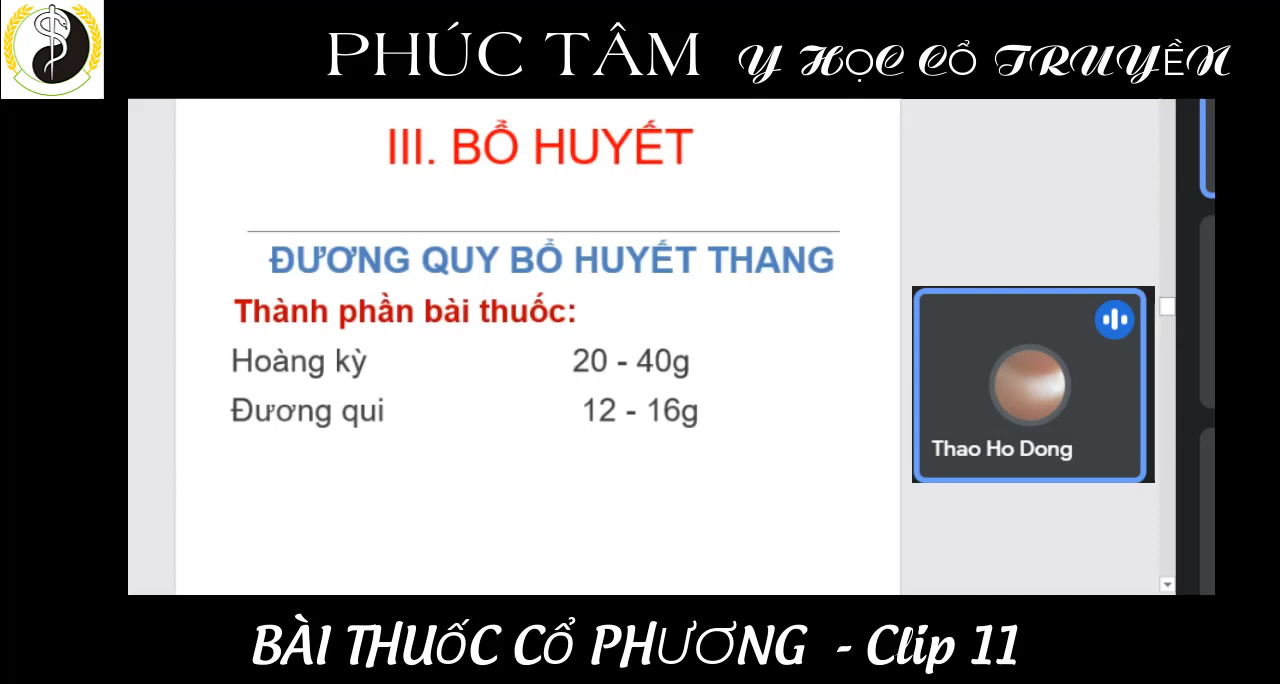 PHÚC TÂM Y HỌC CỔ TRUYỀN
III. BỔ HUYẾT
ĐƯƠNG QUY BỔ HUYẾT THANG
Thành phần bài thuốc:
Hoàng kỳ 20 - 40g
Đương qui 12 - 16g
Thao Ho Dong
BÀI THUỐC CỔ PHƯƠNG - Clip 11